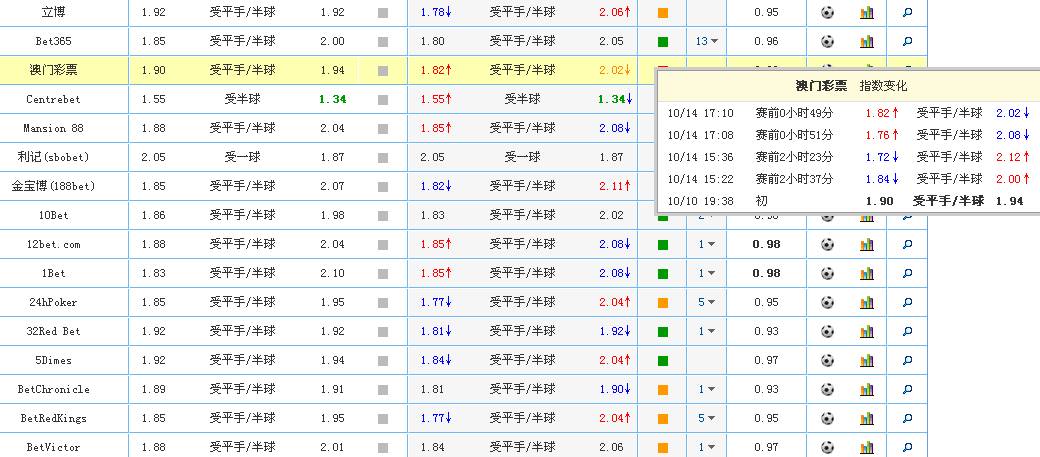 立博 1.92 受平手/半球 1.92 1.78↓ 受平手/半球 2.06↑ 0.95
Bet365 1.85 受平手/半球 2.00 1.80 受平手/半球 2.05 13 0.96
澳门彩票 1.90 受平手/半球 1.94 1.82↑ 受平手/半球 2.02↓
Centrebet 1.55 受半球 1.34 1.55↑ 受半球 1.34↓
Mansion 88 1.88 受平手/半球 2.04 1.85↑ 受平手/半球 2.08↓
利记(sbobet) 2.05 受一球 1.87 2.05 受一球 1.87
金宝博(188bet) 1.85 受平手/半球 2.07 1.82↓ 受平手/半球 2.11↑
10Bet 1.86 受平手/半球 1.98 1.83 受平手/半球 2.02
12bet.com 1.88 受平手/半球 2.04 1.85↑ 受平手/半球 2.08↓ 1 0.98
1Bet 1.83 受平手/半球 2.10 1.85↑ 受平手/半球 2.08↓ 1 0.98
24hPoker 1.85 受平手/半球 1.95 1.77↓ 受平手/半球 2.04↑ 5 0.95
32Red Bet 1.92 受平手/半球 1.92 1.81↓ 受平手/半球 1.92↓ 1 0.93
5Dimes 1.92 受平手/半球 1.94 1.84↓ 受平手/半球 2.04↑ 0.97
BetChronicle 1.89 受平手/半球 1.91 1.81 受平手/半球 1.90↓ 1 0.93
BetRedKings 1.85 受平手/半球 1.95 1.77↓ 受平手/半球 2.04↑ 5 0.95
BetVictor 1.88 受平手/半球 2.01 1.84 受平手/半球 2.06 1 0.97
澳门彩票 指数变化
10/14 17:10 赛前0小时49分 1.82↑ 受平手/半球 2.02↓
10/14 17:08 赛前0小时51分 1.76↑ 受平手/半球 2.08↓
10/14 15:36 赛前2小时23分 1.72↓ 受平手/半球 2.12↑
10/14 15:22 赛前2小时37分 1.84↓ 受平手/半球 2.00↑
10/10 19:38 初 1.90 受平手/半球 1.94